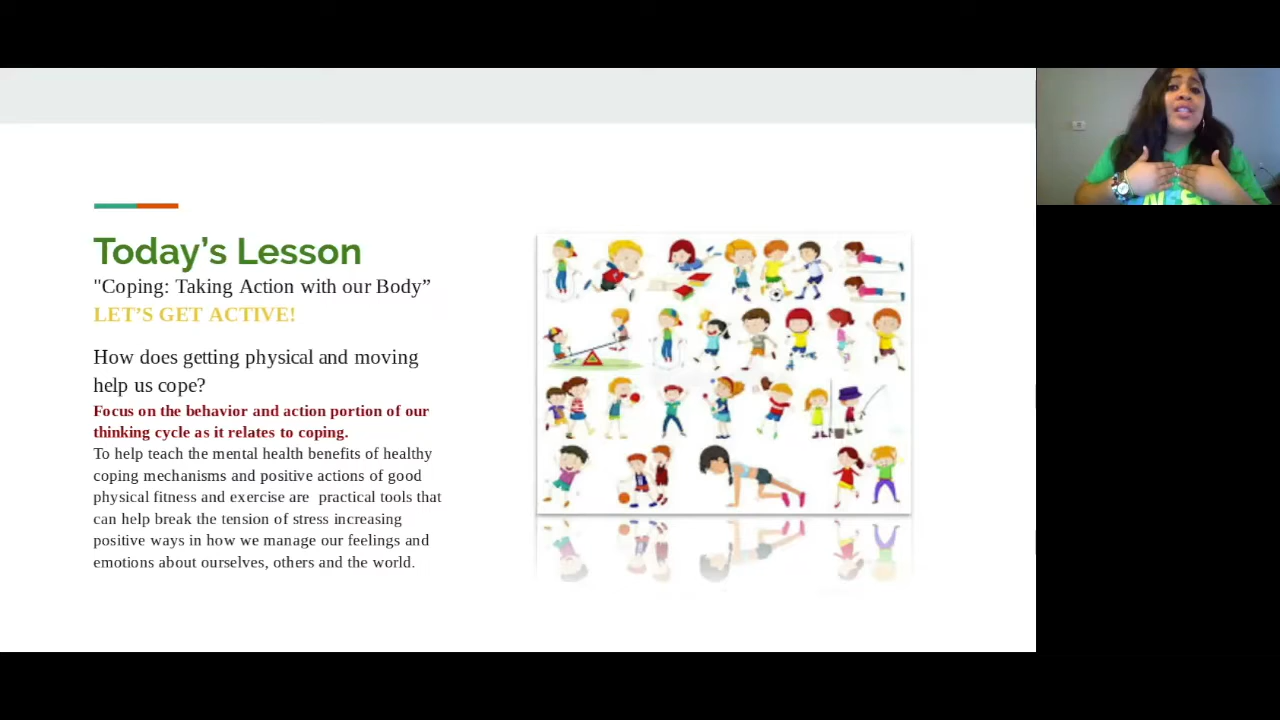 Today’s Lesson
"Coping: Taking Action with our Body”
LET’S GET ACTIVE!
How does getting physical and moving
help us cope?
Focus on the behavior and action portion of our
thinking cycle as it relates to coping.
To help teach the mental health benefits of healthy
coping mechanisms and positive actions of good
physical fitness and exercise are  practical tools that
can help break the tension of stress increasing
positive ways in how we manage our feelings and
emotions about ourselves, others and the world.